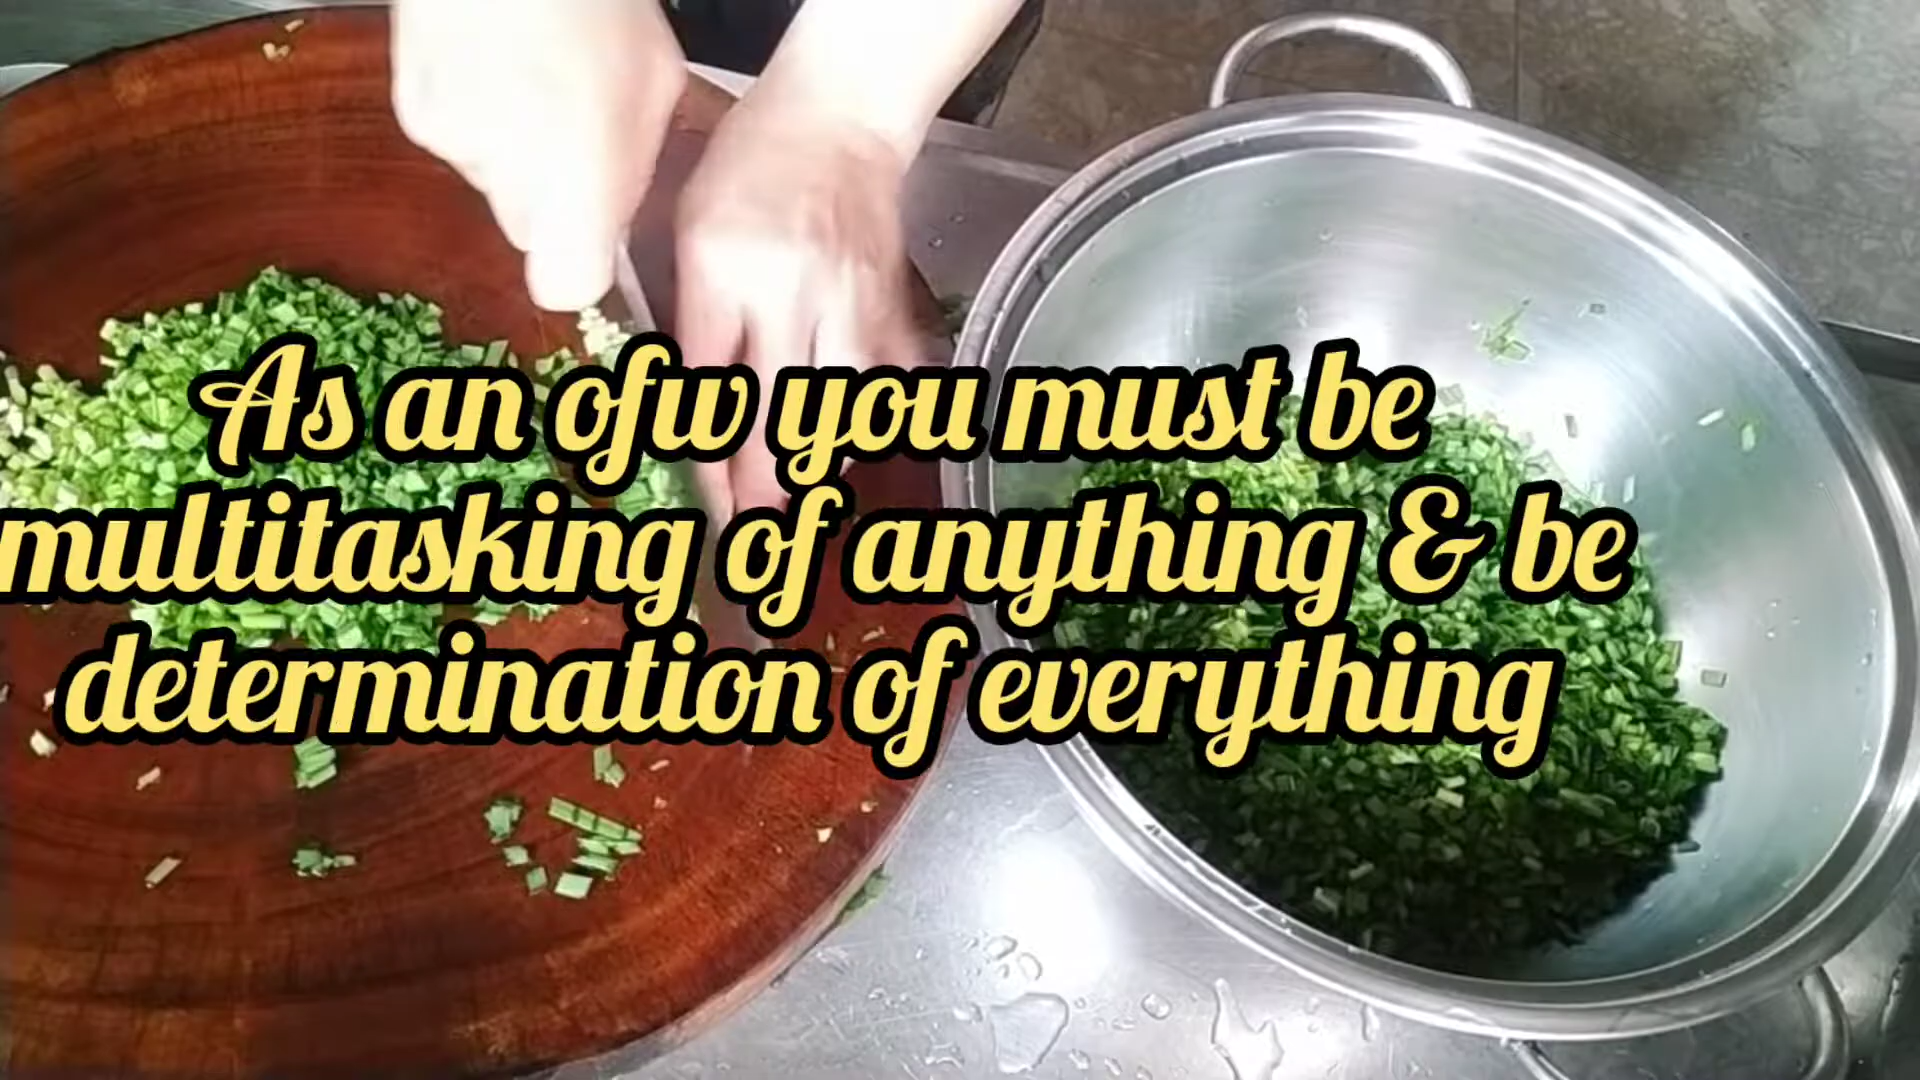 As an ofw you must be
multitasking of anything & be
determination of everything